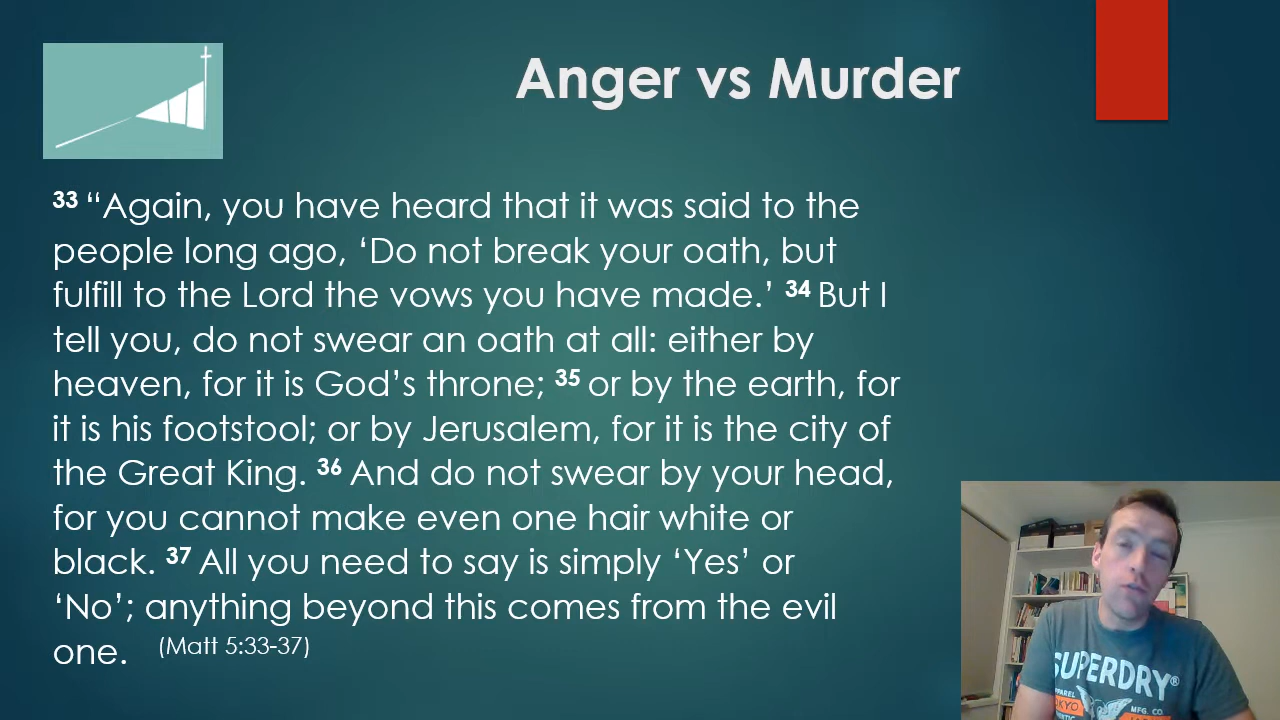 Anger vs Murder
33 “Again, you have heard that it was said to the
people long ago, ‘Do not break your oath, but
fulfill to the Lord the vows you have made.’ 34 But I
tell you, do not swear an oath at all: either by
heaven, for it is God’s throne; 35 or by the earth, for
it is his footstool; or by Jerusalem, for it is the city of
the Great King. 36 And do not swear by your head,
for you cannot make even one hair white or
black. 37 All you need to say is simply ‘Yes’ or
‘No’; anything beyond this comes from the evil
one. (Matt 5:33-37)
SUPERDRY®
APPAREL
MFG. CO.